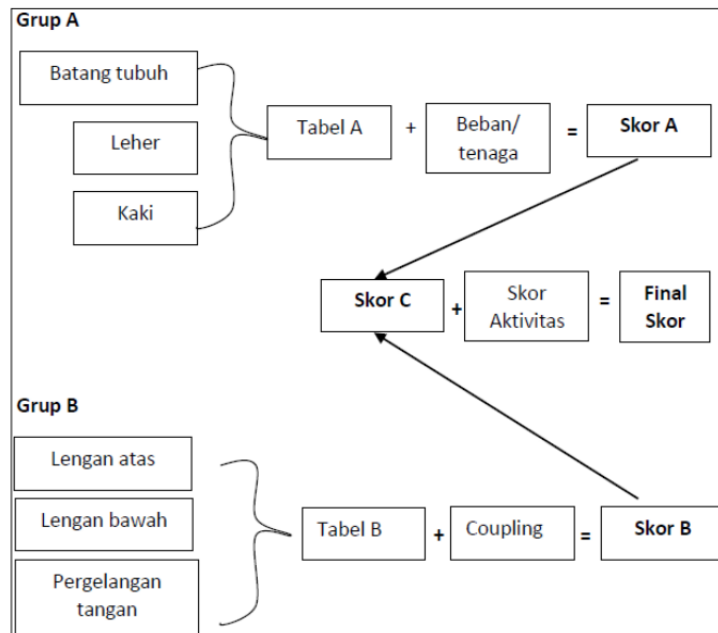 Grup A
Batang tubuh
Leher
Kaki
Tabel A
+
Beban/
tenaga
=
Skor A
Skor C
+
Skor
Aktivitas
=
Final
Skor
Grup B
Lengan atas
Lengan bawah
Pergelangan
tangan
Tabel B
+
Coupling
=
Skor B